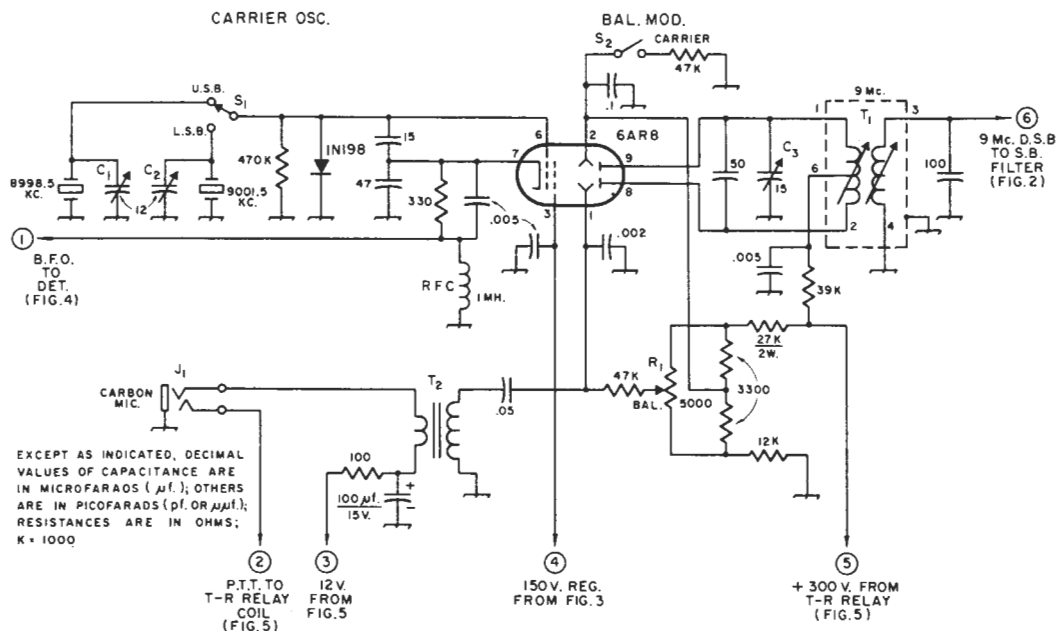 CARRIER OSC.
BAL. MOD.
S2
CARRIER
47K
.1
U.S.B.
S1
L.S.B.
C1
C2
12
8998.5
KC.
9001.5
KC.
470K
IN198
15
47
330
.005
7
6
3
2
6AR8
9
8
1
.002
50
C3
15
9 Mc.
T1
1
3
6
2
4
100
6
9 Mc. D.S.B
TO S.B.
FILTER
(FIG.2)
1
B.F.O.
TO
DET.
(FIG.4)
RFC
1 MH.
.005
39K
27K
2W.
R1
BAL.
5000
3300
47K
12K
J1
CARBON
MIC.
T2
.05
100
100 μf.
15V.
+
-
EXCEPT AS INDICATED, DECIMAL
VALUES OF CAPACITANCE ARE
IN MICROFARAOS ( μf.); OTHERS
ARE IN PICOFARADS (pf. OR μμf.);
RESISTANCES ARE IN OHMS;
K = 1000
2
P.T.T. TO
T-R RELAY
COIL
(FIG.5)
3
12 V.
FROM
FIG.5
4
150 V. REG.
FROM FIG.3
5
+ 300 V. FROM
T-R RELAY
(FIG.5)